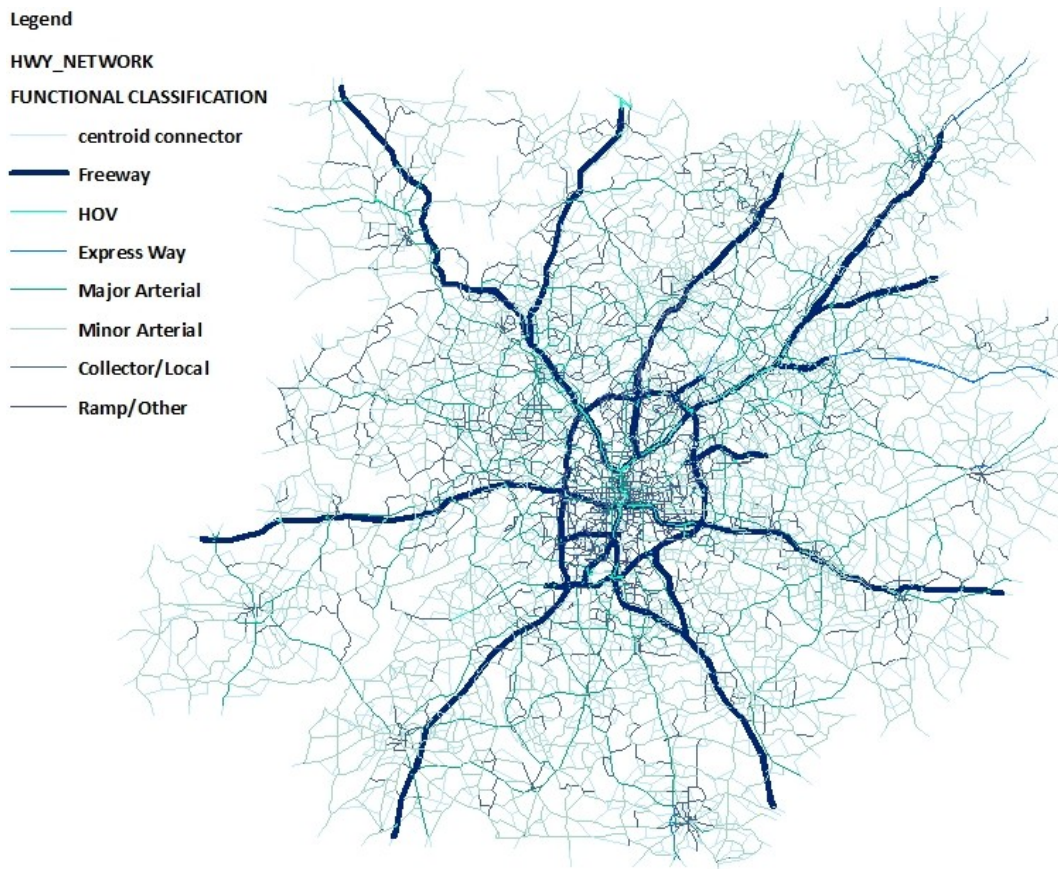 Legend
HWY_NETWORK
FUNCTIONAL CLASSIFICATION
centroid connector
Freeway
HOV
Express Way
Major Arterial
Minor Arterial
Collector/Local
Ramp/Other